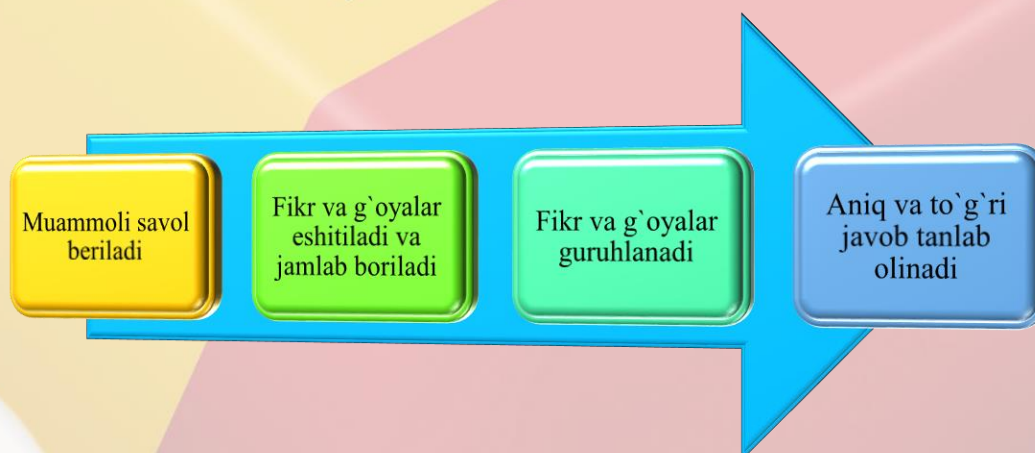 Muammoli savol
beriladi
Fikr va g`oyalar
eshitiladi va
jamlab boriladi
Fikr va g`oyalar
guruhlanadi
Aniq va to`g`ri
javob tanlab
olinadi